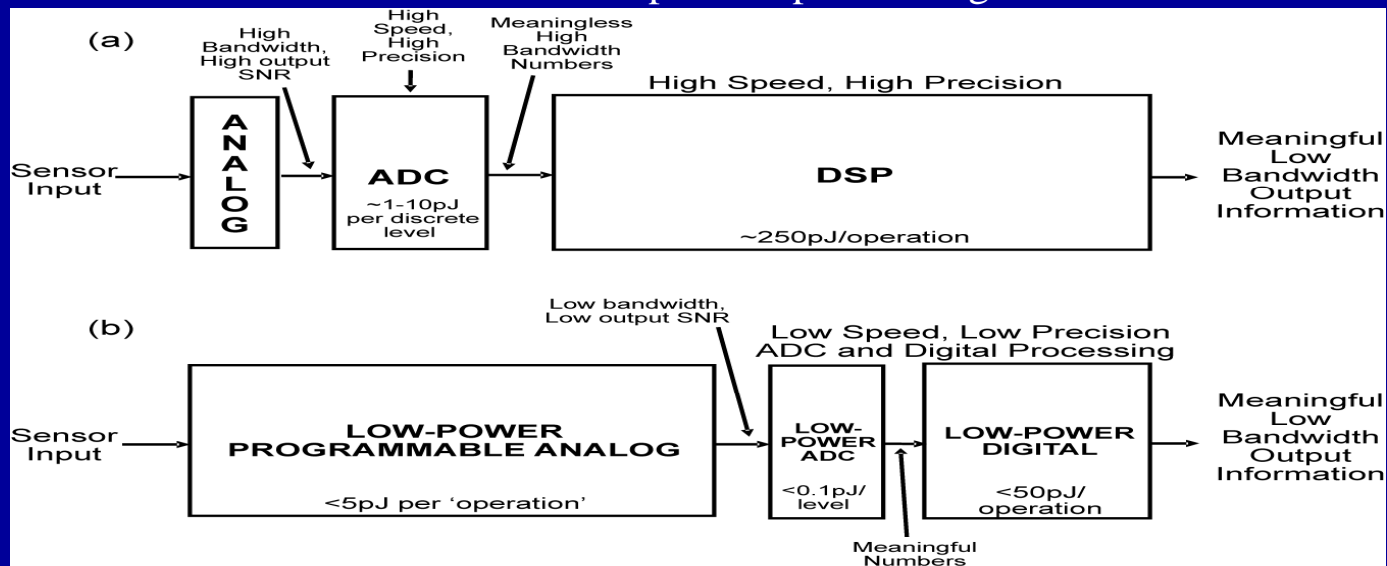 (a)
High
Bandwidth,
High output
SNR
High
Speed,
High
Precision
Meaningless
High
Bandwidth
Numbers
High Speed, High Precision
Sensor
Input
ANALOG
ADC
~1-10pJ
per discrete
level
DSP
~250pJ/operation
Meaningful
Low
Bandwidth
Output
Information
(b)
Low bandwidth,
Low output SNR
Low Speed, Low Precision
ADC and Digital Processing
Sensor
Input
LOW-POWER
PROGRAMMABLE ANALOG
<5pJ per ‘operation’
LOW-
POWER
ADC
<0.1pJ/
level
LOW-POWER
DIGITAL
<50pJ/
operation
Meaningful
Low
Bandwidth
Output
Information
Meaningful
Numbers